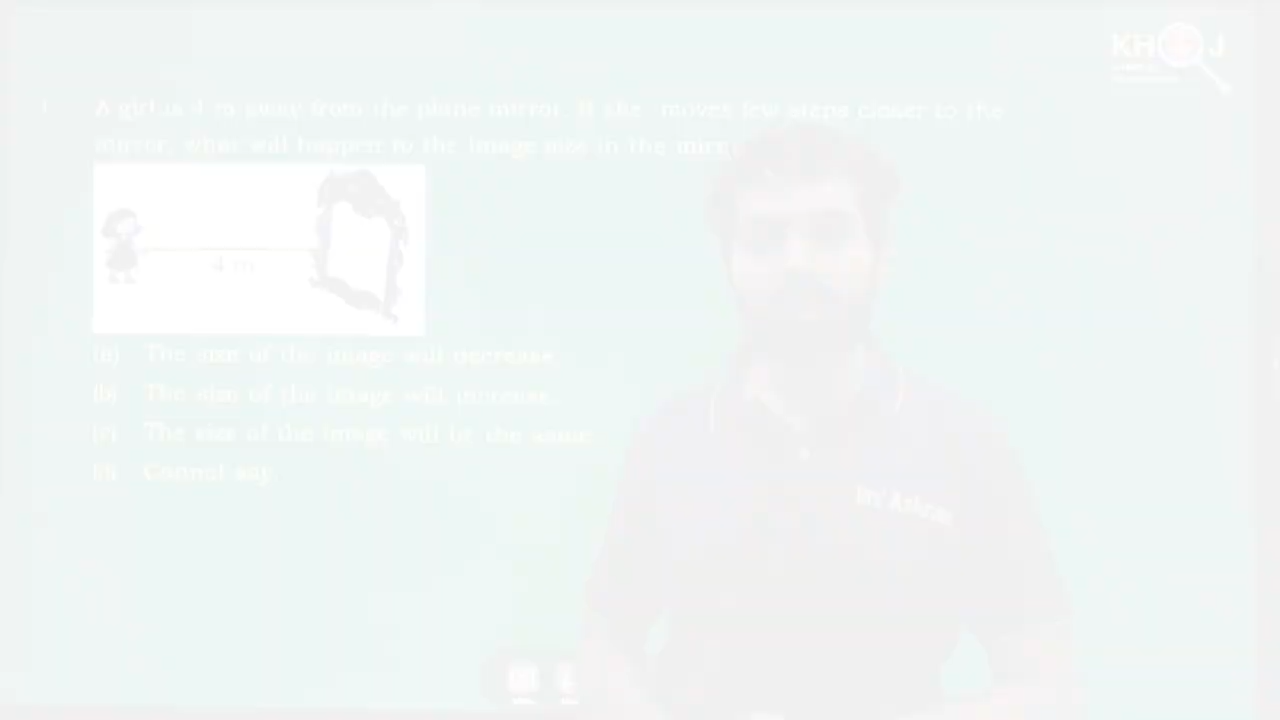 KHOJ
1. A girl is 4 m away from the plane mirror. If she moves few steps closer to the
mirror, what will happen to the image size in the
4 m
(a) The size of the image will decrease.
(b) The size of the image will increase.
(c) The size of the image will be the same.
(d) Cannot say.